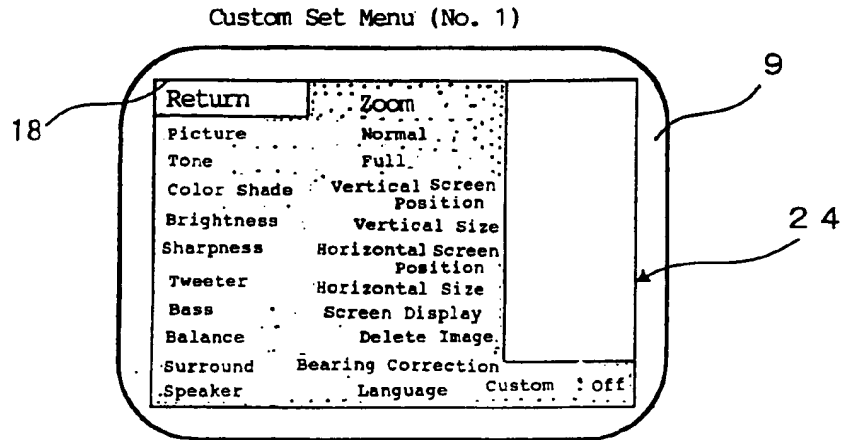 Custom Set Menu (No. 1)
9
18
24
Return
Picture
Tone
Color Shade
Brightness
Sharpness
Tweeter
Bass
Balance
Surround
Speaker
Zoom
Normal
Full
Vertical Screen
Position
Vertical Size
Horizontal Screen
Position
Horizontal Size
Screen Display
Delete Image
Bearing Correction
Language
Custom : Off